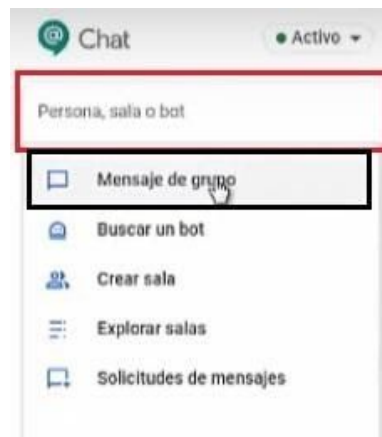 Chat
Activo
Persona, sala o bot
Mensaje de grupo
Buscar un bot
Crear sala
Explorar salas
Solicitudes de mensajes